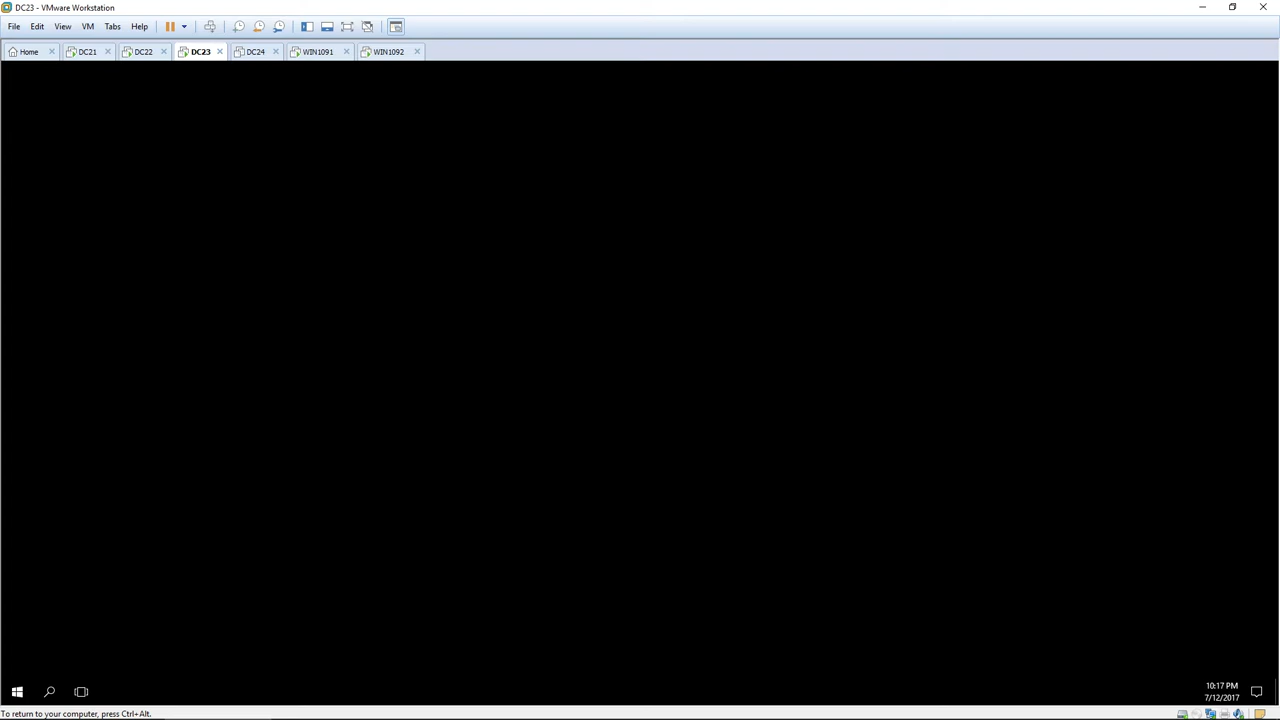 DC23 - VMware Workstation
File Edit View VM Tabs Help
Home DC21 DC22 DC23 DC24 WIN1091 WIN1092
10:17 PM
7/12/2017
To return to your computer, press Ctrl+Alt.